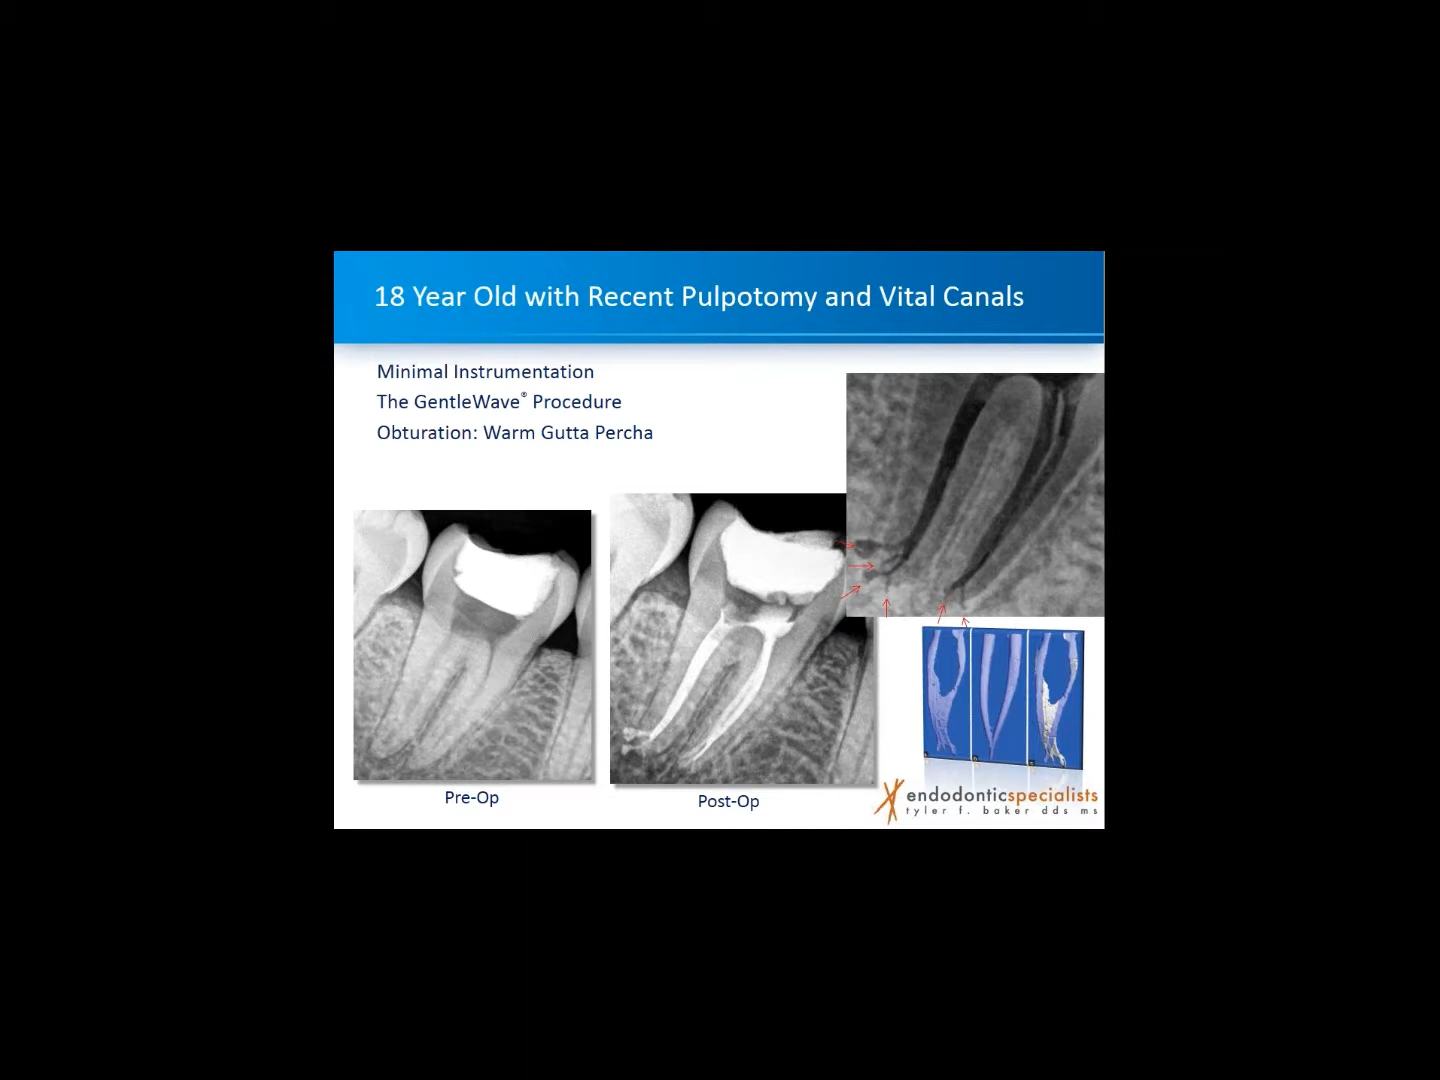 18 Year Old with Recent Pulpotomy and Vital Canals
Minimal Instrumentation
The GentleWave® Procedure
Obturation: Warm Gutta Percha
Pre-Op
Post-Op
endodonticspecialists
tyler f. baker dds ms